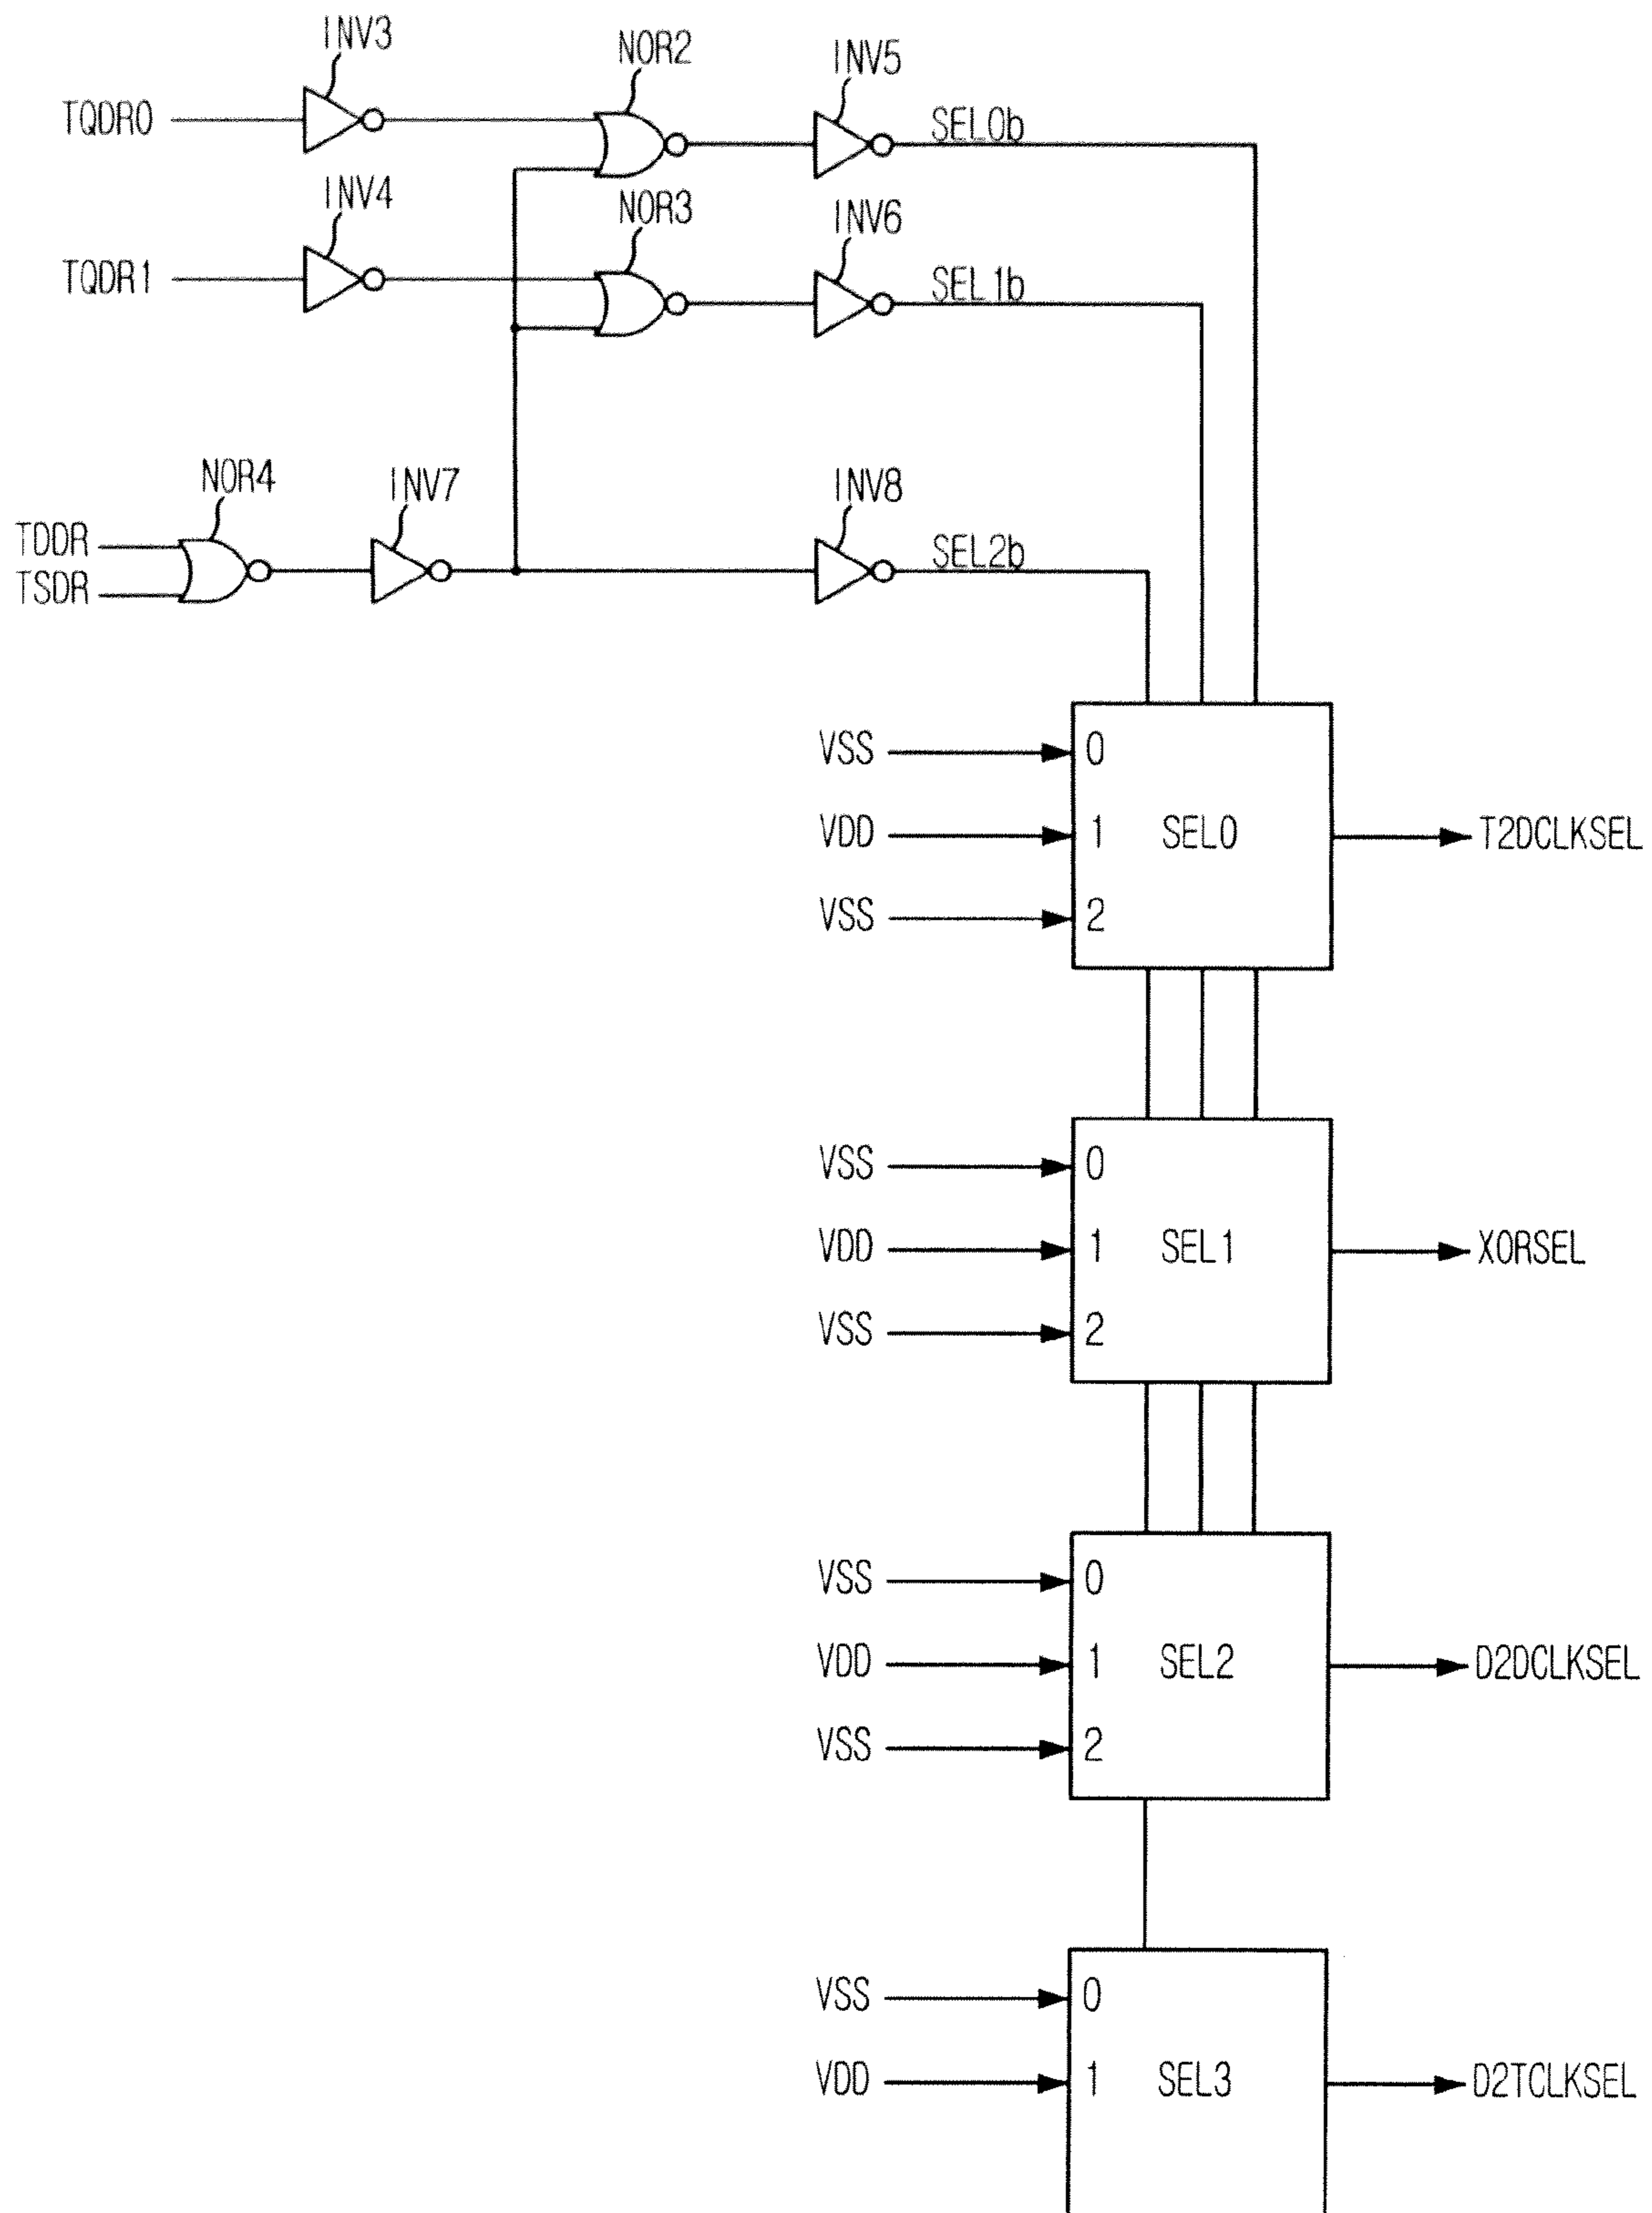 INV3
NOR2
INV5
TQDR0
SEL0b
INV4
NOR3
INV6
TQDR1
SEL1b
NOR4
INV7
INV8
TDDR
TSDR
SEL2b
VSS 0
VDD 1 SEL0 T2DCLKSEL
VSS 2
VSS 0
VDD 1 SEL1 XORSEL
VSS 2
VSS 0
VDD 1 SEL2 D2DCLKSEL
VSS 2
VSS 0
VDD 1 SEL3 D2TCLKSEL